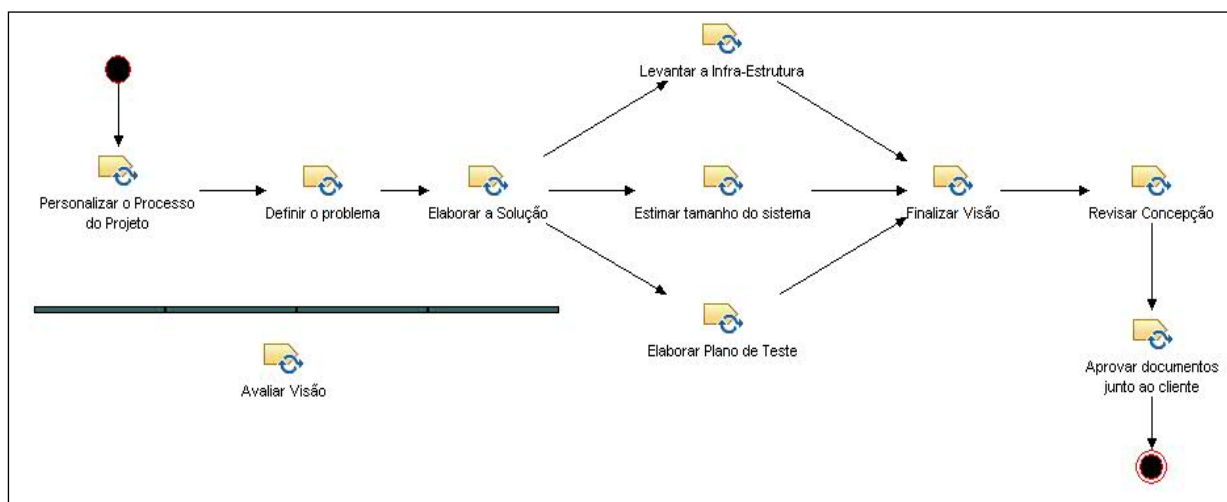 Levantar a Infra-Estrutura
Personalizar o Processo
do Projeto
Definir o problema
Elaborar a Solução
Estimar tamanho do sistema
Finalizar Visão
Revisar Concepção
Elaborar Plano de Teste
Avaliar Visão
Aprovar documentos
junto ao cliente